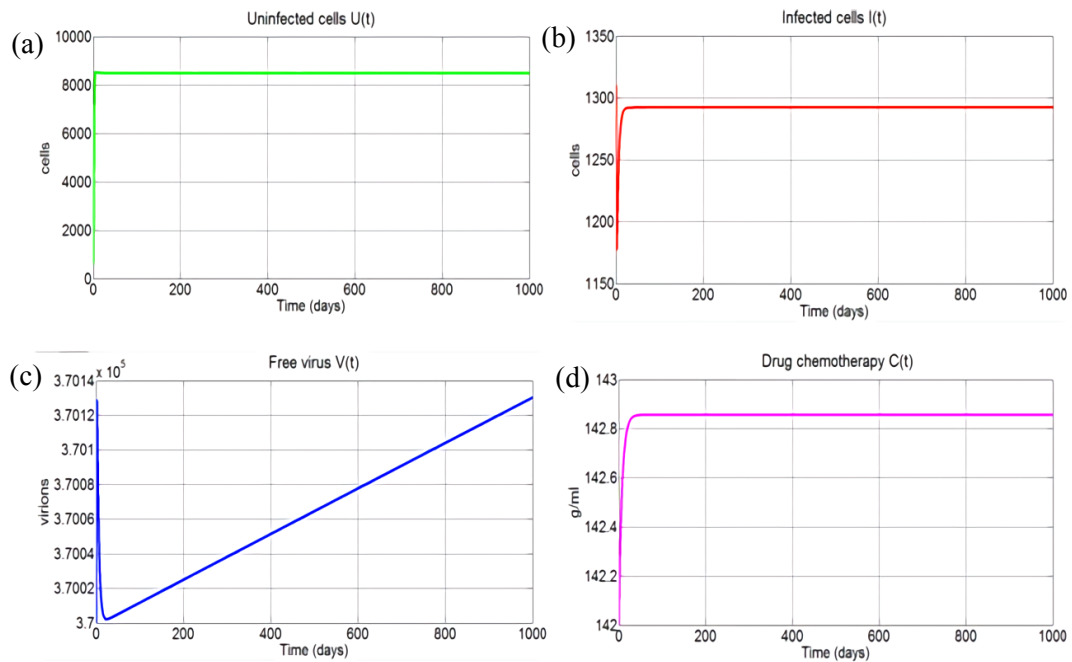 (a)
Uninfected cells U(t)
10000
8000
6000
4000
2000
0
cells
0 200 400 600 800 1000
Time (days)
(b)
Infected cells I(t)
1350
1300
1250
1200
1150
cells
0 200 400 600 800 1000
Time (days)
(c)
Free virus V(t)
x 10^5
3.7014
3.7012
3.701
3.7008
3.7006
3.7004
3.7002
3.7
virions
0 200 400 600 800 1000
Time (days)
(d)
Drug chemotherapy C(t)
143
142.8
142.6
142.4
142.2
142
g/ml
0 200 400 600 800 1000
Time (days)